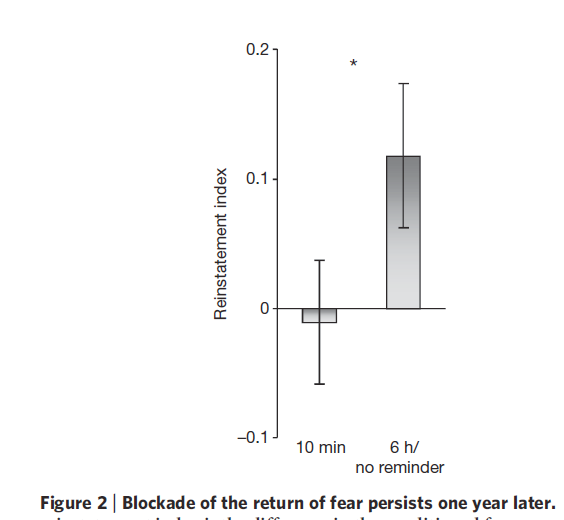 0.2
*
0.1
Reinstatement index
0
–0.1
10 min
6 h/
no reminder
Figure 2 | Blockade of the return of fear persists one year later.